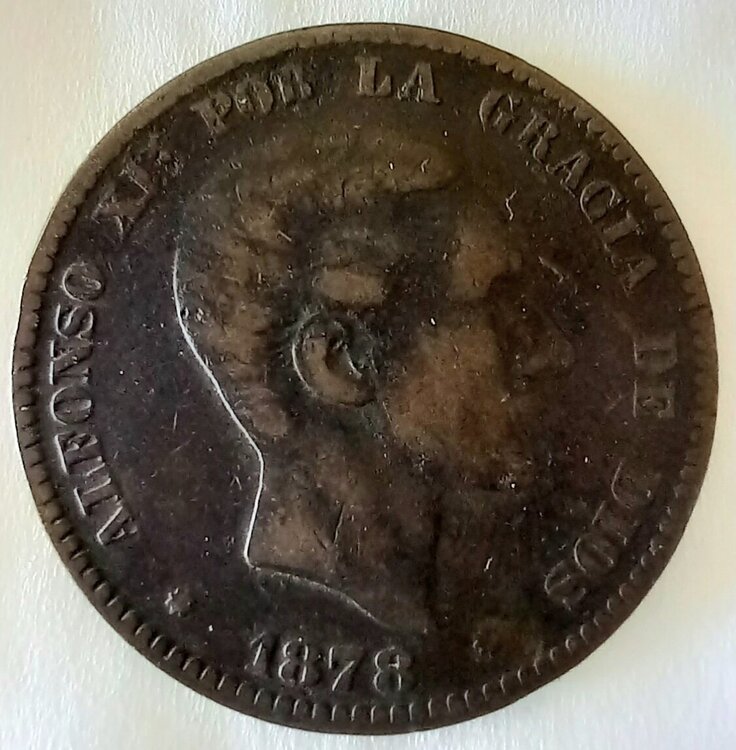 ALFONSO XII POR LA GRACIA DE DIOS
1878